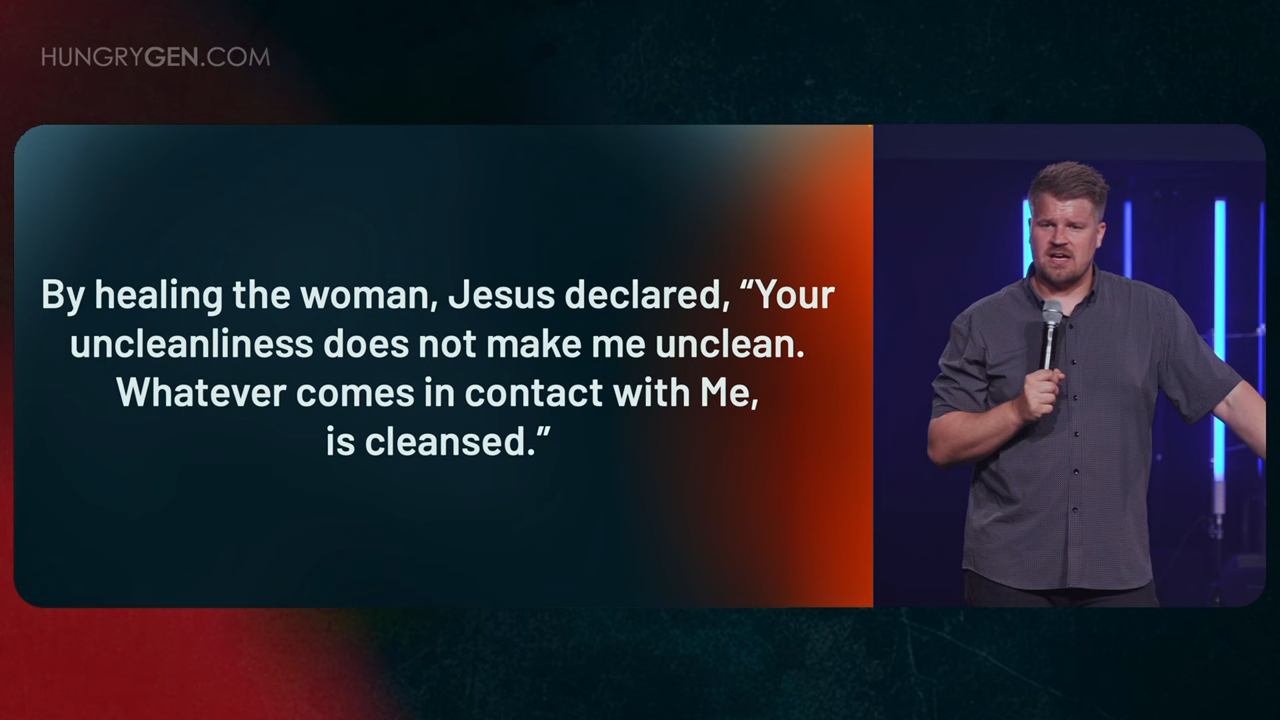 HUNGRYGEN.COM
By healing the woman, Jesus declared, “Your
uncleanliness does not make me unclean.
Whatever comes in contact with Me,
is cleansed.”